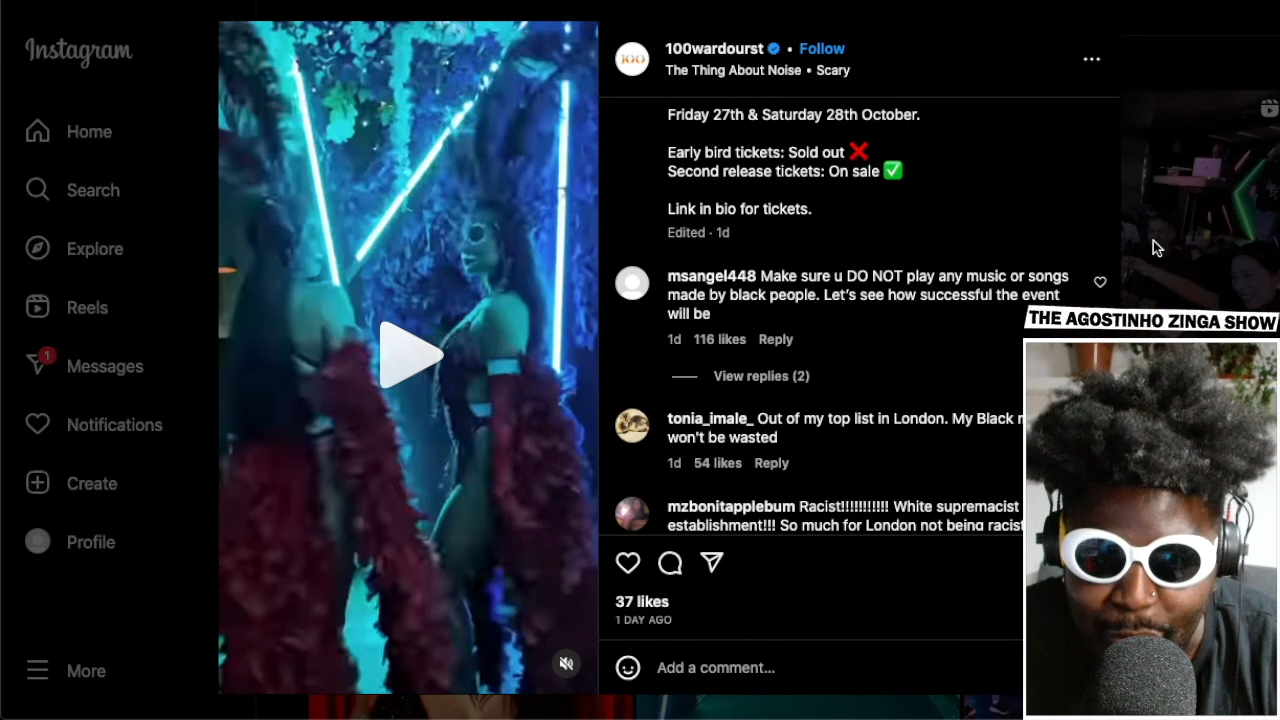 Instagram
Home
Search
Explore
Reels
1
Messages
Notifications
Create
Profile
More
100
100wardourst • Follow
The Thing About Noise • Scary
Friday 27th & Saturday 28th October.
Early bird tickets: Sold out ❌
Second release tickets: On sale ✅
Link in bio for tickets.
Edited · 1d
msangel448 Make sure u DO NOT play any music or songs
made by black people. Let's see how successful the event
will be
1d 116 likes Reply
View replies (2)
tonia_imale_ Out of my top list in London. My Black
won't be wasted
1d 54 likes Reply
mzbonitapplebum Racist!!!!!!!!!!! White supremacist
establishment!!! So much for London not being racist
37 likes
1 DAY AGO
Add a comment...
THE AGOSTINHO ZINGA SHOW